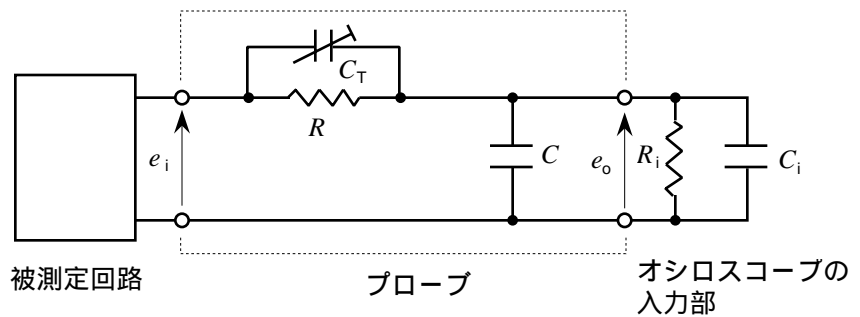 C_T
R
e_i
C
e_o
R_i
C_i
被測定回路
プローブ
オシロスコープの
入力部